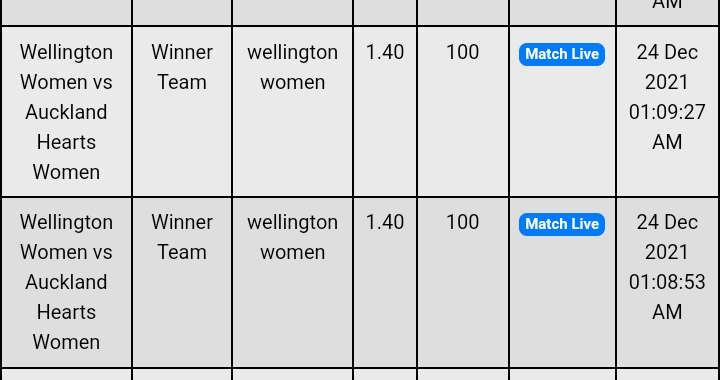 AM
Wellington Winner wellington 1.40 100 Match Live 24 Dec
Women vs Team women 2021
Auckland 01:09:27
Hearts AM
Women
Wellington Winner wellington 1.40 100 Match Live 24 Dec
Women vs Team women 2021
Auckland 01:08:53
Hearts AM
Women